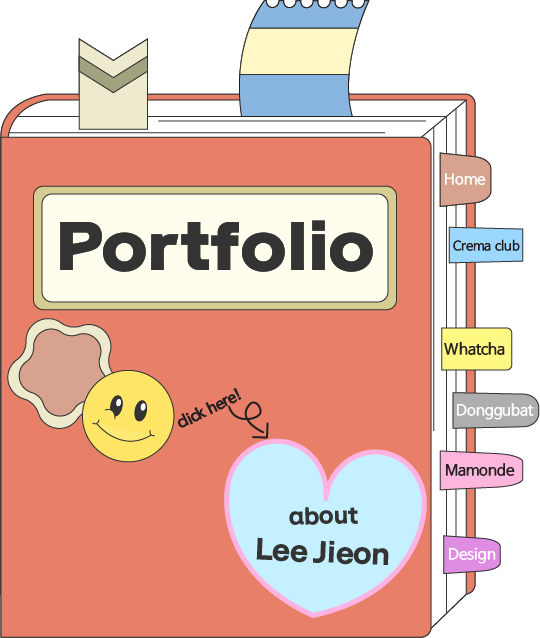 Portfolio
click here!
about
Lee Jieon
Home
Crema club
Whatcha
Donggubat
Mamonde
Design